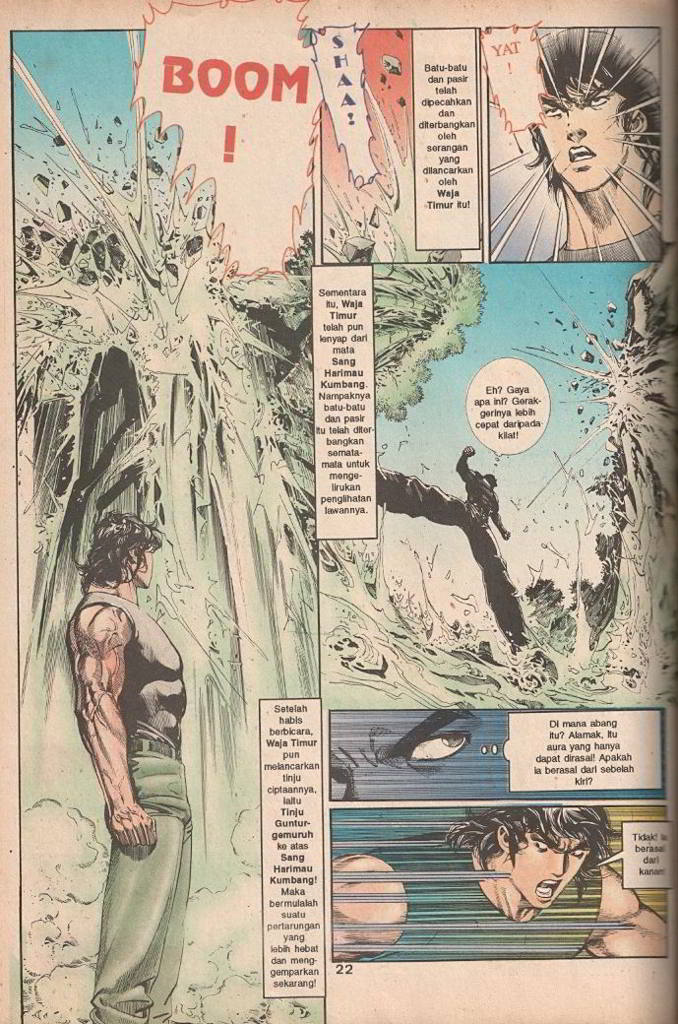 BOOM
!
SHAA!
Batu-batu
dan pasir
telah
dipecahkan
dan
diterbangkan
oleh
serangan
yang
dilancarkan
oleh
Waja
Timur itu!
YAT
!
Sementara
itu, Waja
Timur
telah pun
lenyap dari
mata
Sang
Harimau
Kumbang.
Nampaknya
batu-batu
dan pasir
itu telah diter-
bangkan
semata-
mata untuk
menge-
lirukan
penglihatan
lawannya.
Eh? Gaya
apa ini? Gerak-
gerinya lebih
cepat daripada
kilat!
Setelah
habis
berbicara,
Waja Timur
pun
melancarkan
tinju
ciptaannya,
iaitu
Tinju
Guntur-
gemuruh
ke atas
Sang
Harimau
Kumbang!
Maka
bermulalah
suatu
pertarungan
yang
lebih hebat
dan meng-
gemparkan
sekarang!
Di mana abang
itu? Alamak, itu
aura yang hanya
dapat dirasai! Apakah
ia berasal dari sebelah
kiri?
Tidak! Ia
berasal
dari
kanan!
22